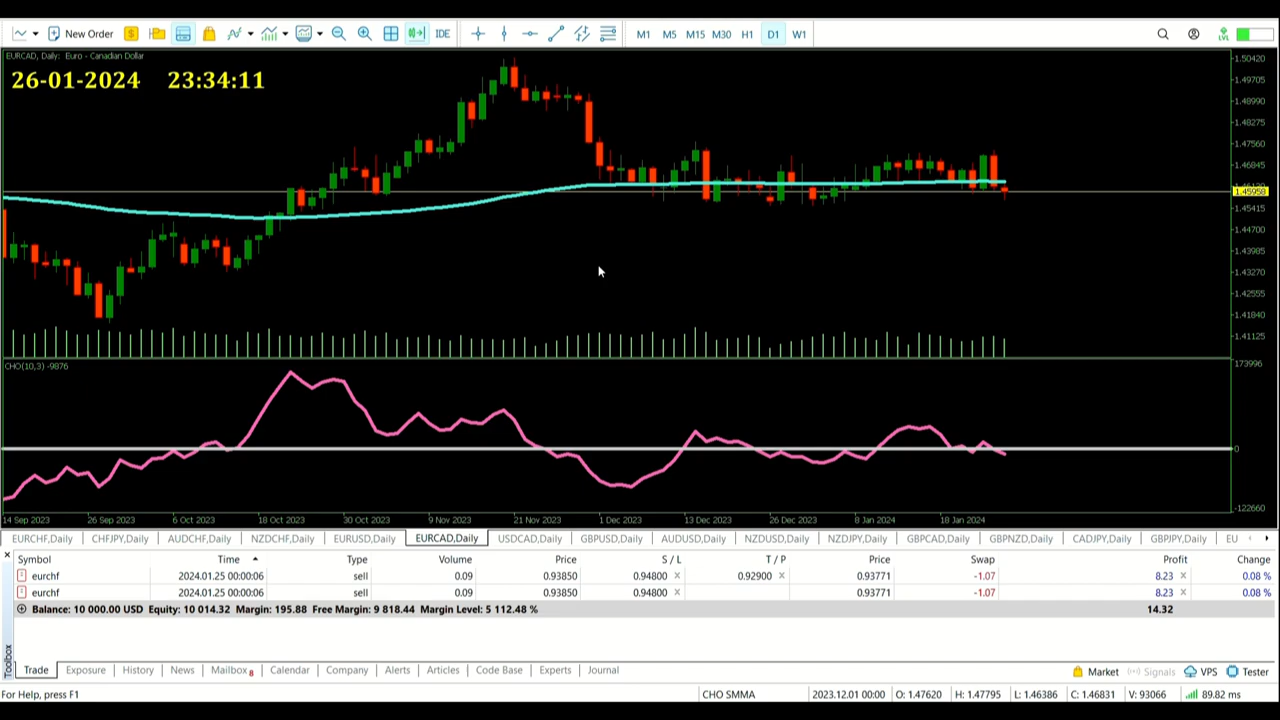 New Order $ IDE M1 M5 M15 M30 H1 H4 D1 W1 LVL
EURCAD, Daily: Euro - Canadian Dollar
26-01-2024 23:34:11
1.50420
1.49705
1.48990
1.48275
1.47560
1.46845
1.45958
1.45415
1.44700
1.43985
1.43270
1.42555
1.41840
1.41125
CHO(10,3) -9876
173996
0
-122660
14 Sep 2023 26 Sep 2023 6 Oct 2023 18 Oct 2023 30 Oct 2023 9 Nov 2023 21 Nov 2023 1 Dec 2023 13 Dec 2023 26 Dec 2023 8 Jan 2024 18 Jan 2024
EURCHF,Daily CHFJPY,Daily AUDCHF,Daily NZDCHF,Daily EURUSD,Daily EURCAD,Daily USDCAD,Daily GBPUSD,Daily AUDUSD,Daily NZDUSD,Daily NZDJPY,Daily GBPCAD,Daily GBPNZD,Daily CADJPY,Daily GBPJPY,Daily EU
Symbol Time Type Volume Price S / L T / P Price Swap Profit Change
eurchf 2024.01.25 00:00:06 sell 0.09 0.93850 0.94800 0.92900 0.93771 -1.07 8.23 0.08 %
eurchf 2024.01.25 00:00:06 sell 0.09 0.93850 0.94800 0.93771 -1.07 8.23 0.08 %
Balance: 10 000.00 USD Equity: 10 014.32 Margin: 195.88 Free Margin: 9 818.44 Margin Level: 5 112.48 % 14.32
Toolbox
Trade Exposure History News Mailbox 8 Calendar Company Alerts Articles Code Base Experts Journal Market Signals VPS Tester
For Help, press F1 CHO SMMA 2023.12.01 00:00 O: 1.47620 H: 1.47795 L: 1.46386 C: 1.46831 V: 93066 89.82 ms